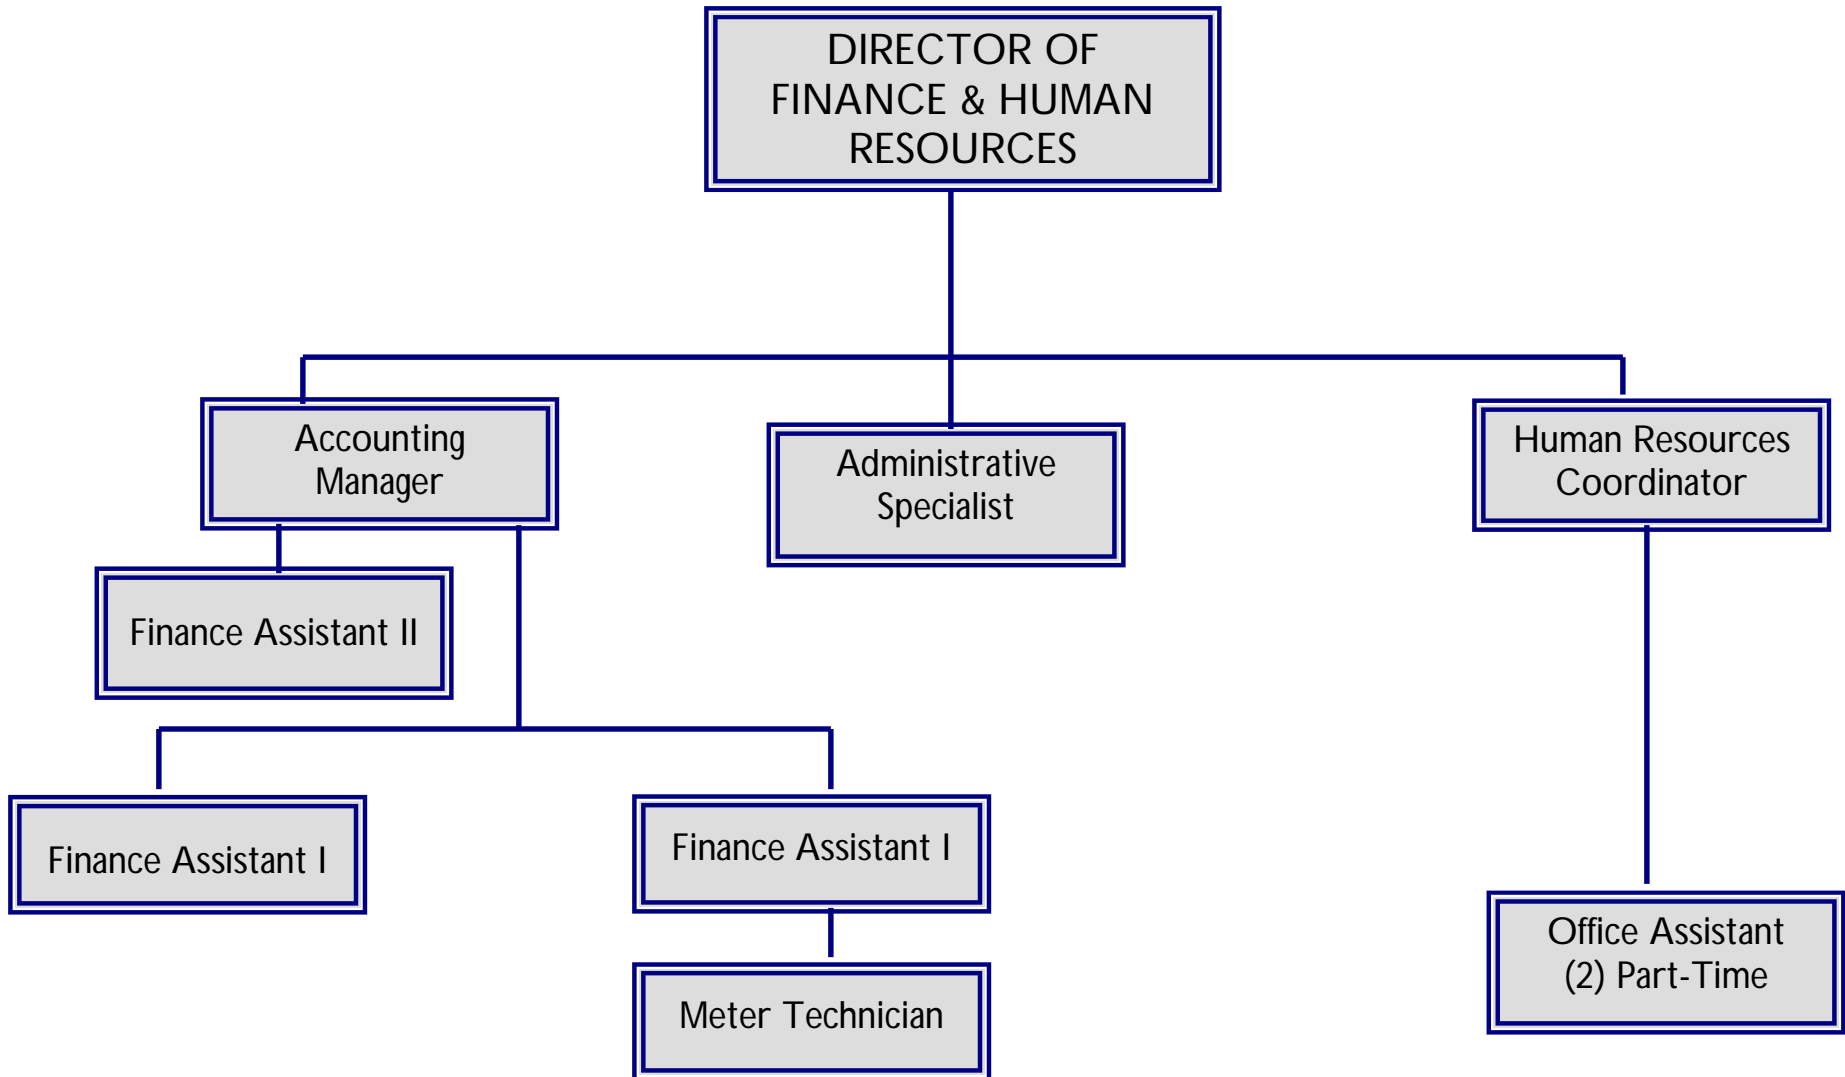 DIRECTOR OF
FINANCE & HUMAN
RESOURCES
Accounting
Manager
Administrative
Specialist
Human Resources
Coordinator
Finance Assistant II
Finance Assistant I
Finance Assistant I
Meter Technician
Office Assistant
(2) Part-Time